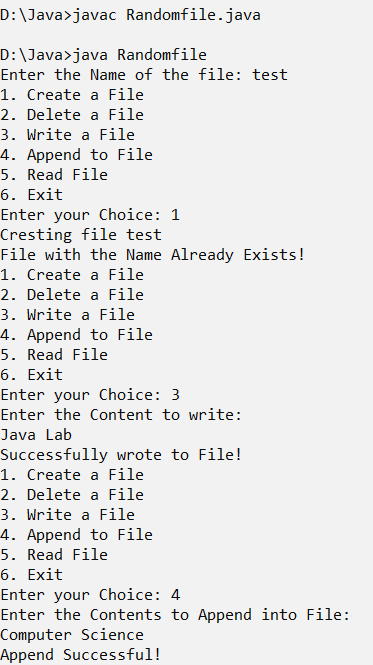 D:\Java>javac Randomfile.java
D:\Java>java Randomfile
Enter the Name of the file: test
1. Create a File
2. Delete a File
3. Write a File
4. Append to File
5. Read File
6. Exit
Enter your Choice: 1
Cresting file test
File with the Name Already Exists!
1. Create a File
2. Delete a File
3. Write a File
4. Append to File
5. Read File
6. Exit
Enter your Choice: 3
Enter the Content to write:
Java Lab
Successfully wrote to File!
1. Create a File
2. Delete a File
3. Write a File
4. Append to File
5. Read File
6. Exit
Enter your Choice: 4
Enter the Contents to Append into File:
Computer Science
Append Successful!